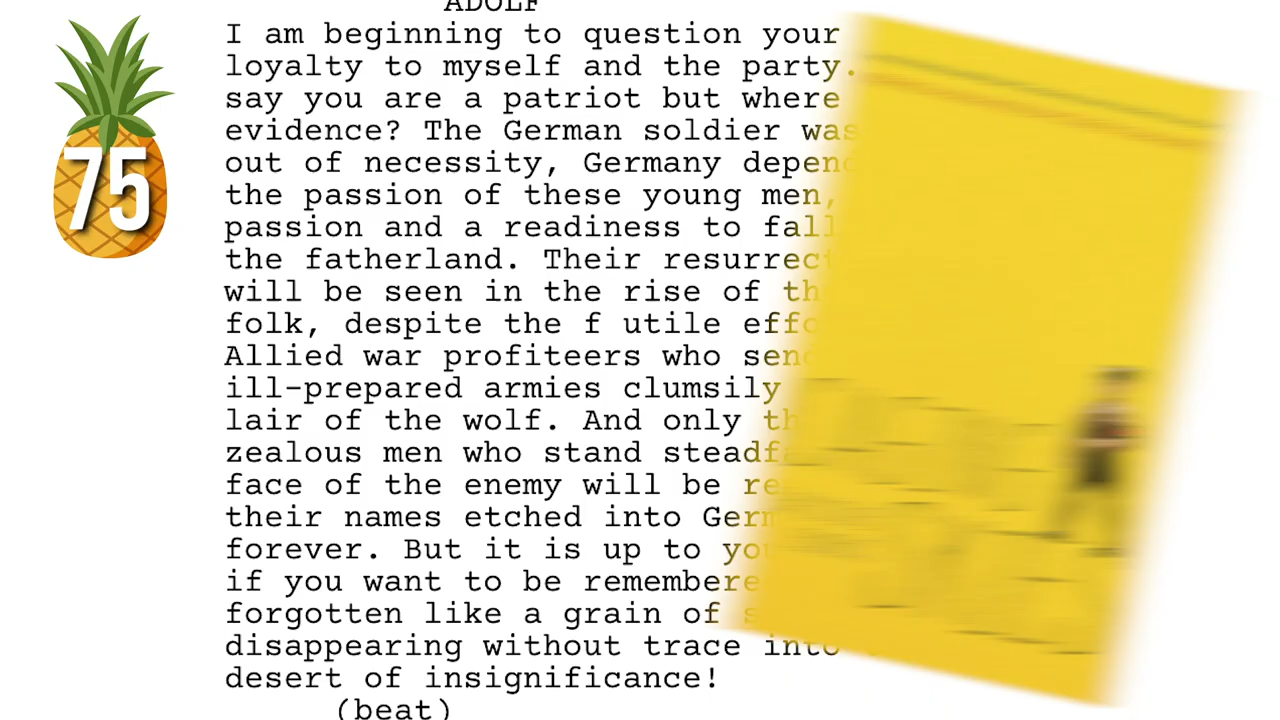 ADOLF
I am beginning to question your
loyalty to myself and the party.
say you are a patriot but where
evidence? The German soldier was
out of necessity, Germany depend
the passion of these young men,
passion and a readiness to fall
the fatherland. Their resurrect
will be seen in the rise of th
folk, despite the f utile effo
Allied war profiteers who send
ill-prepared armies clumsily
lair of the wolf. And only th
zealous men who stand steadfa
face of the enemy will be re
their names etched into Germ
forever. But it is up to you
if you want to be remembere
forgotten like a grain of s
disappearing without trace into
desert of insignificance!
(beat)
75